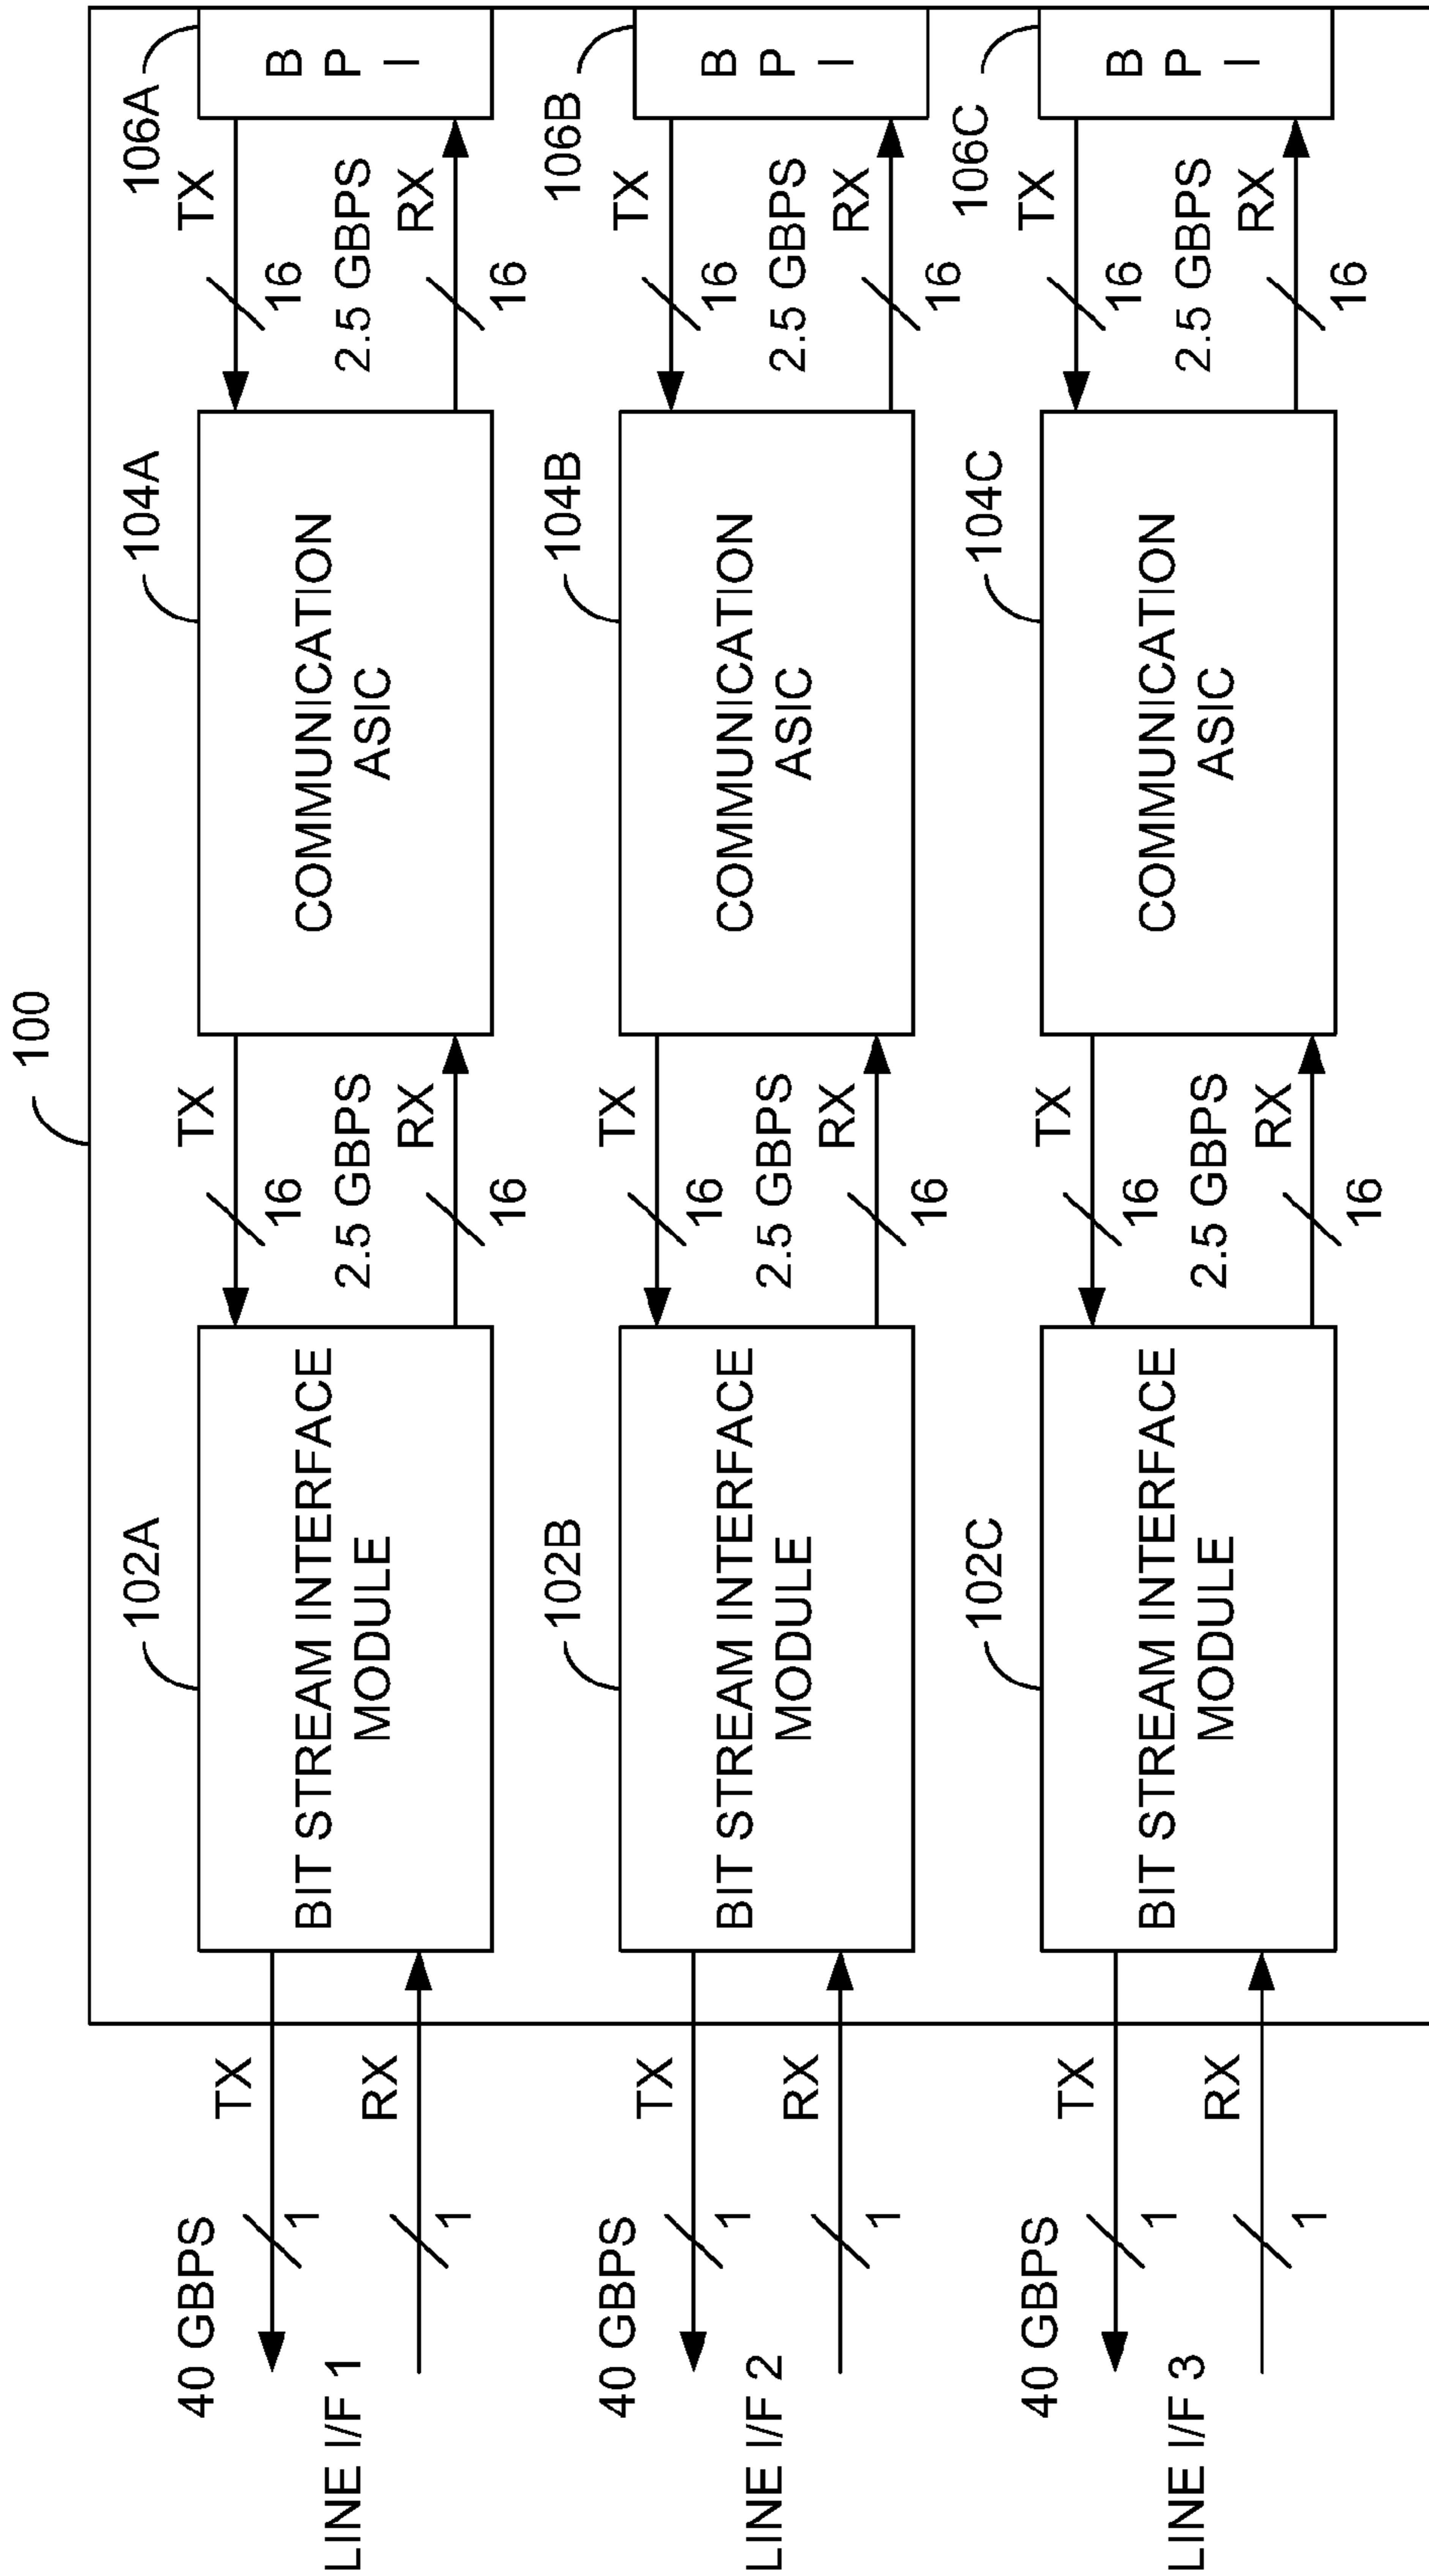 100
40 GBPS
TX
1
LINE I/F 1
RX
1
102A
BIT STREAM INTERFACE
MODULE
TX
16
2.5 GBPS
RX
16
104A
COMMUNICATION
ASIC
TX
16
2.5 GBPS
RX
16
106A
B
P
I
40 GBPS
TX
1
LINE I/F 2
RX
1
102B
BIT STREAM INTERFACE
MODULE
TX
16
2.5 GBPS
RX
16
104B
COMMUNICATION
ASIC
TX
16
2.5 GBPS
RX
16
106B
B
P
I
40 GBPS
TX
1
LINE I/F 3
RX
1
102C
BIT STREAM INTERFACE
MODULE
TX
16
2.5 GBPS
RX
16
104C
COMMUNICATION
ASIC
TX
16
2.5 GBPS
RX
16
106C
B
P
I